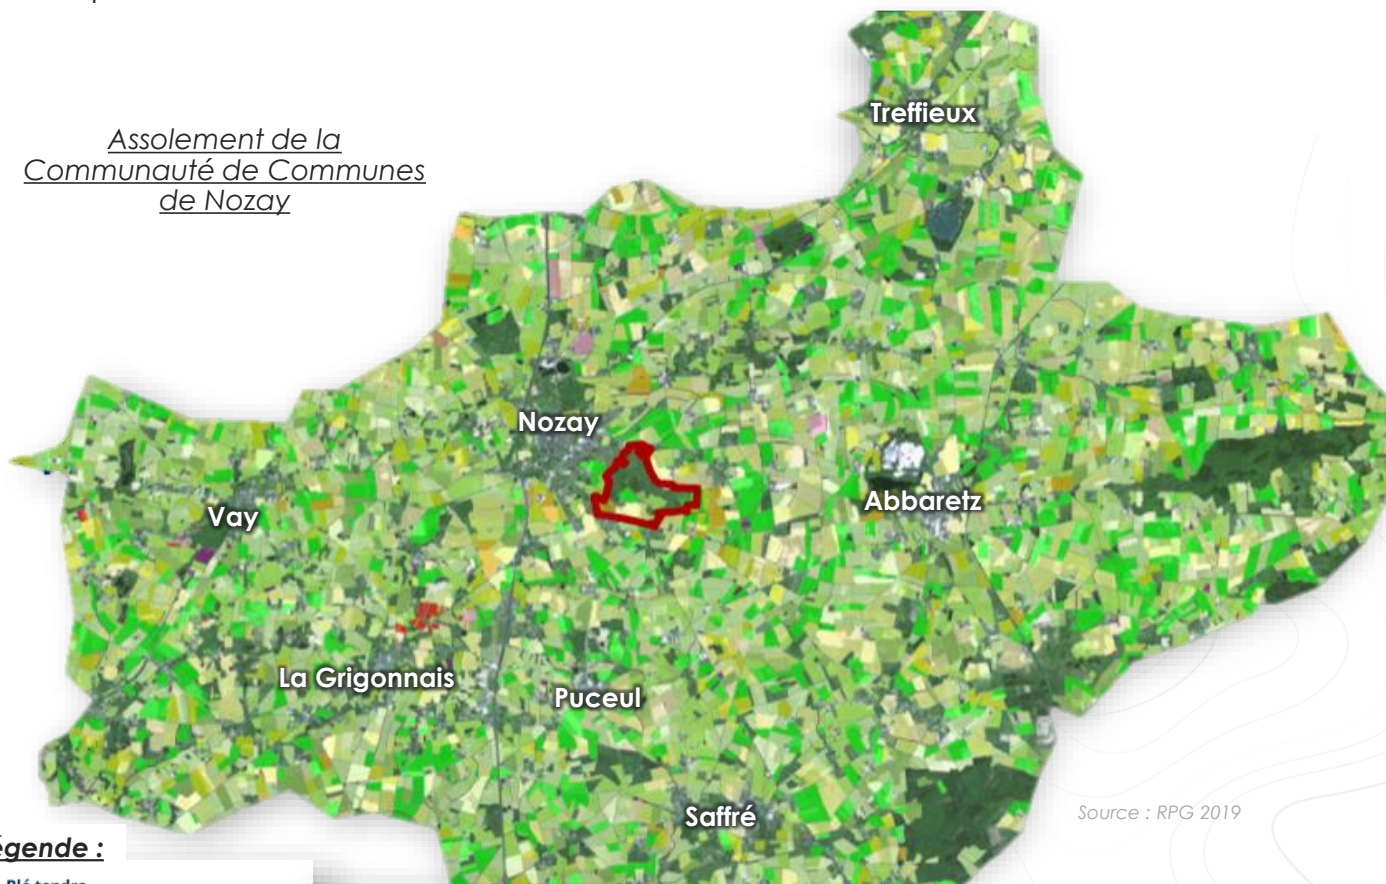 Assolement de la
Communauté de Communes
de Nozay
Treffieux
Nozay
Abbaretz
Vay
La Grigonnais
Puceul
Saffré
Source : RPG 2019
égende :